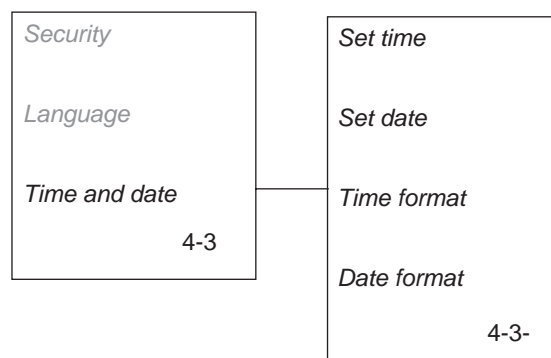 Security
Language
Time and date
4-3
Set time
Set date
Time format
Date format
4-3-